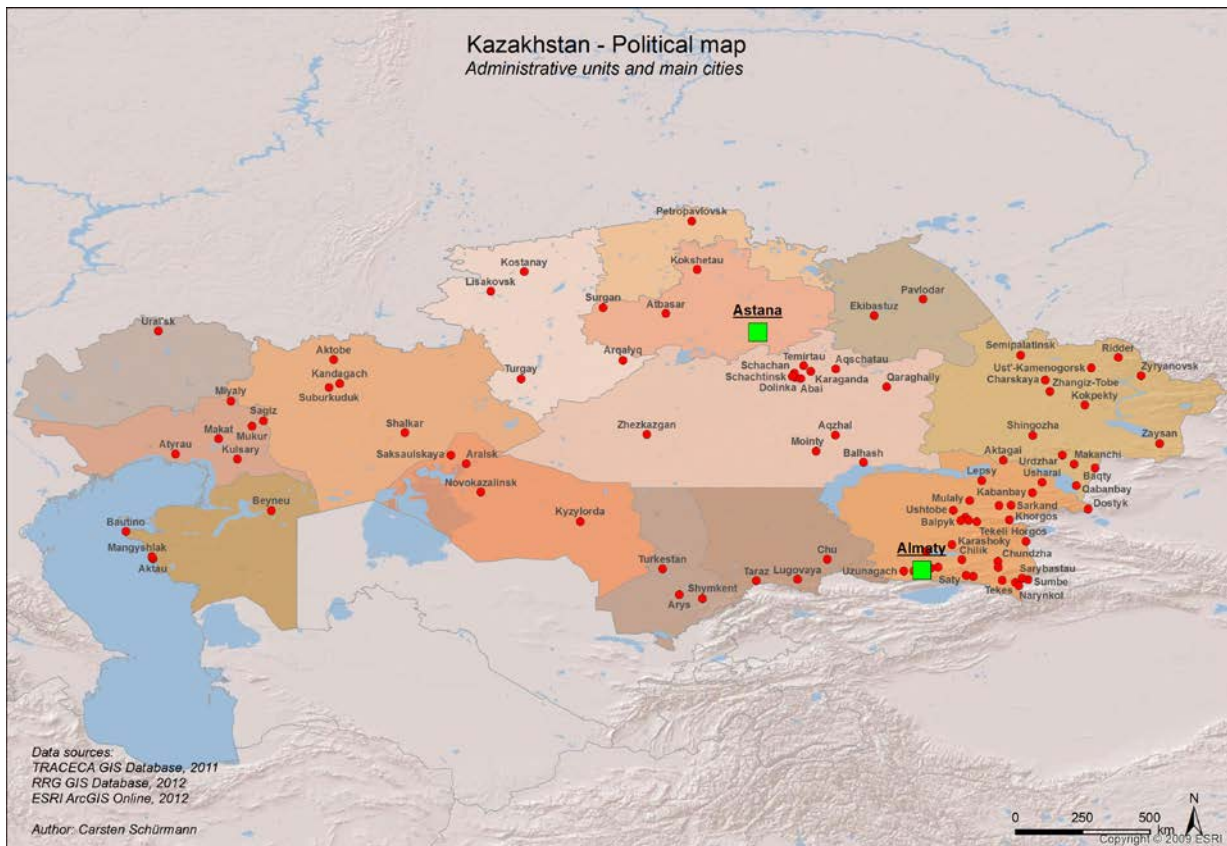 Kazakhstan - Political map
Administrative units and main cities
Petropavlovsk
Kostanay
Kokshetau
Lisakovsk
Surgan
Atbasar
Astana
Pavlodar
Ekibastuz
Ural'sk
Aktobe
Kandagach
Suburkuduk
Arqalyq
Turgay
Schachan
Temirtau
Aqschatau
Schachtinsk
Karaganda
Dolinka
Abai
Qaraghaily
Semipalatinsk
Ridder
Ust'-Kamenogorsk
Zyryanovsk
Charskaya
Zhangiz-Tobe
Kokpekty
Miyaly
Sagiz
Makat
Mukur
Atyrau
Kulsary
Shalkar
Saksaulskaya
Aralsk
Novokazalinsk
Zhezkazgan
Aqzhal
Mointy
Balhash
Shingozha
Zaysan
Aktagai
Urdzhar
Makanchi
Lepsy
Usharal
Baqty
Kabanbay
Qabanbay
Mulaly
Sarkand
Dostyk
Ushtobe
Khorgos
Balpyk
Tekeli
Horgos
Beyneu
Bautino
Mangyshlak
Aktau
Kyzylorda
Turkestan
Chu
Almaty
Karashoky
Chilik
Chundzha
Taraz
Lugovaya
Uzunagach
Saty
Sarybastau
Shymkent
Arys
Tekes
Sumbe
Narynkol
Data sources:
TRACECA GIS Database, 2011
RRG GIS Database, 2012
ESRI ArcGIS Online, 2012
Author: Carsten Schürmann
N
0 250 500
km
Copyright © 2009 ESRI